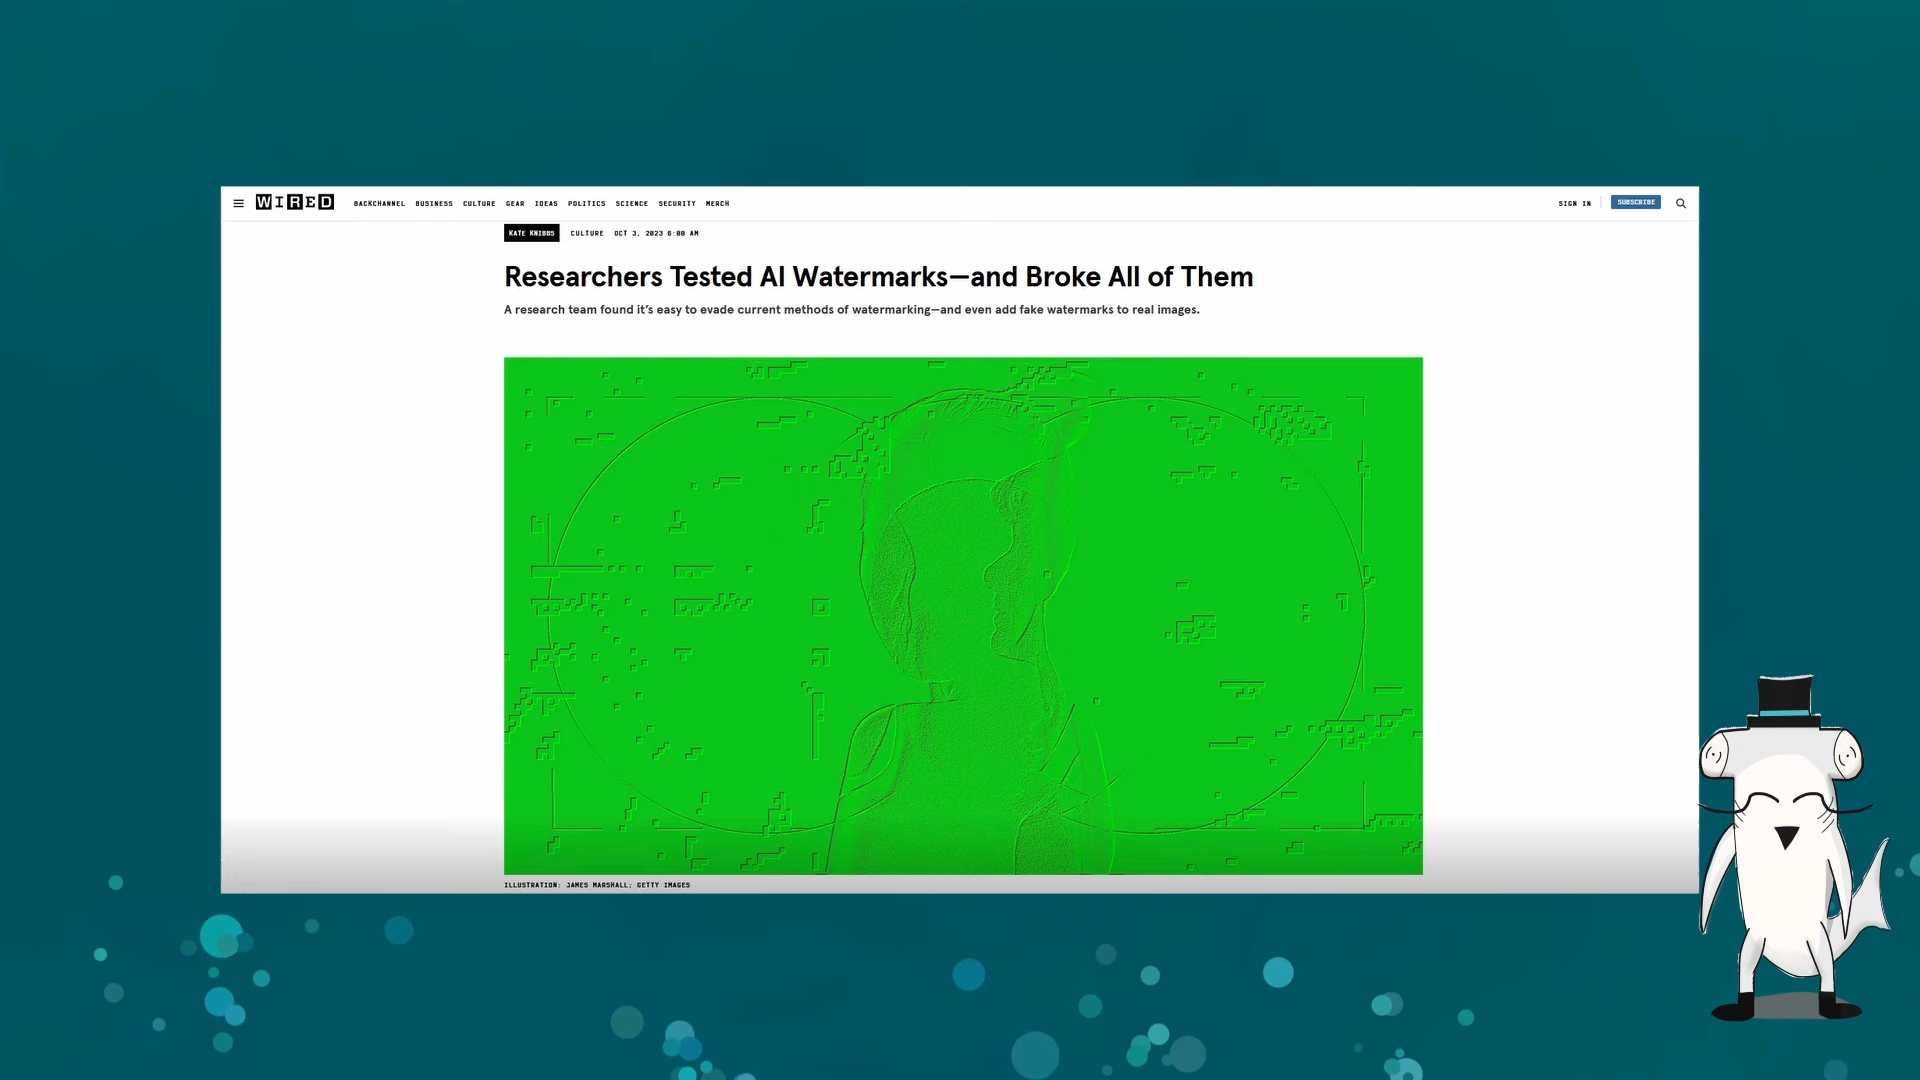 WIRED
BACKCHANNEL BUSINESS CULTURE GEAR IDEAS POLITICS SCIENCE SECURITY MERCH
SIGN IN
SUBSCRIBE
KATE KNIBBS CULTURE OCT 3, 2023 6:00 AM
Researchers Tested AI Watermarks—and Broke All of Them
A research team found it’s easy to evade current methods of watermarking—and even add fake watermarks to real images.
ILLUSTRATION: JAMES MARSHALL; GETTY IMAGES